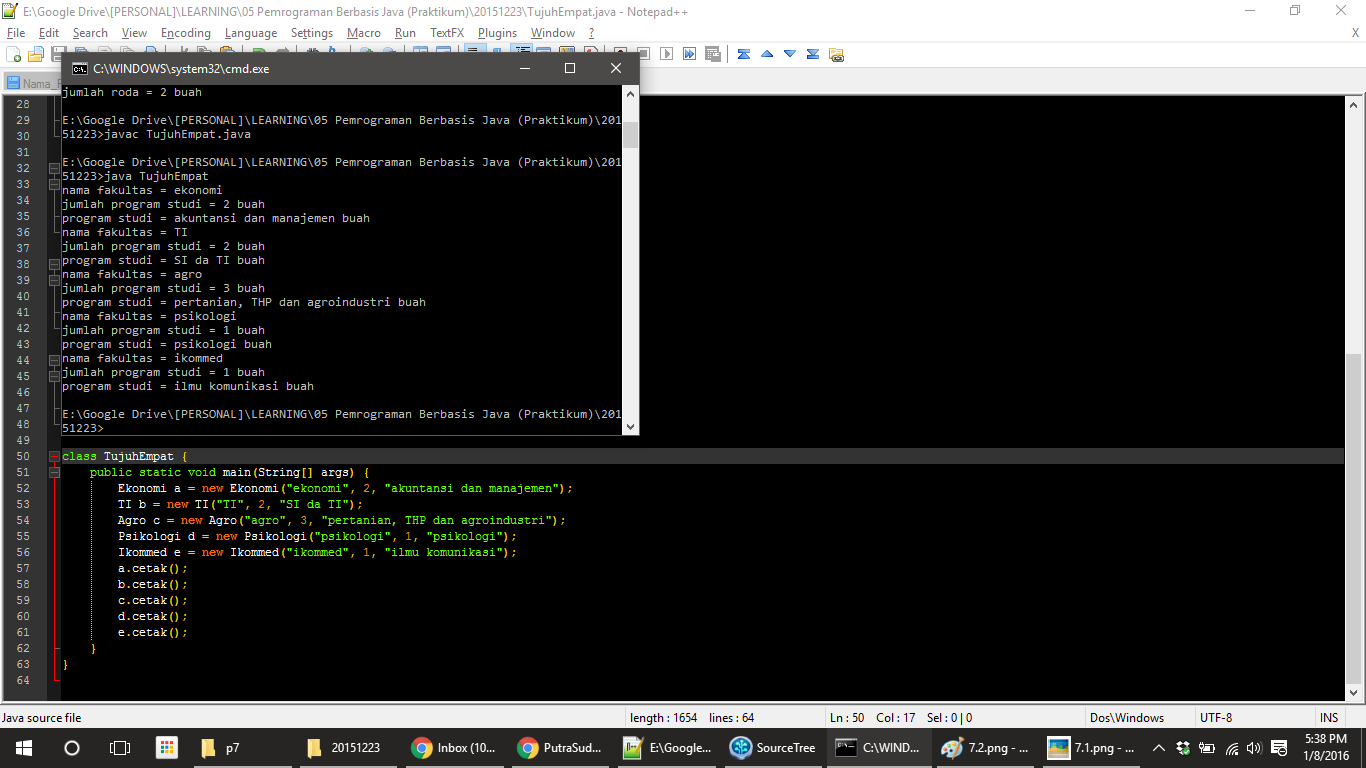 E:\Google Drive\[PERSONAL]\LEARNING\05 Pemrograman Berbasis Java (Praktikum)\20151223\TujuhEmpat.java - Notepad++
File Edit Search View Encoding Language Settings Macro Run TextFX Plugins Window ?
X
Nama_
C:\WINDOWS\system32\cmd.exe
jumlah roda = 2 buah
E:\Google Drive\[PERSONAL]\LEARNING\05 Pemrograman Berbasis Java (Praktikum)\201
51223>javac TujuhEmpat.java
E:\Google Drive\[PERSONAL]\LEARNING\05 Pemrograman Berbasis Java (Praktikum)\201
51223>java TujuhEmpat
nama fakultas = ekonomi
jumlah program studi = 2 buah
program studi = akuntansi dan manajemen buah
nama fakultas = TI
jumlah program studi = 2 buah
program studi = SI da TI buah
nama fakultas = agro
jumlah program studi = 3 buah
program studi = pertanian, THP dan agroindustri buah
nama fakultas = psikologi
jumlah program studi = 1 buah
program studi = psikologi buah
nama fakultas = ikommed
jumlah program studi = 1 buah
program studi = ilmu komunikasi buah
E:\Google Drive\[PERSONAL]\LEARNING\05 Pemrograman Berbasis Java (Praktikum)\201
51223>
28
29
30
31
32
33
34
35
36
37
38
39
40
41
42
43
44
45
46
47
48
49
50 class TujuhEmpat {
51 public static void main(String[] args) {
52 Ekonomi a = new Ekonomi("ekonomi", 2, "akuntansi dan manajemen");
53 TI b = new TI("TI", 2, "SI da TI");
54 Agro c = new Agro("agro", 3, "pertanian, THP dan agroindustri");
55 Psikologi d = new Psikologi("psikologi", 1, "psikologi");
56 Ikommed e = new Ikommed("ikommed", 1, "ilmu komunikasi");
57 a.cetak();
58 b.cetak();
59 c.cetak();
60 d.cetak();
61 e.cetak();
62 }
63 }
64
Java source file length : 1654 lines : 64 Ln : 50 Col : 17 Sel : 0 | 0 Dos\Windows UTF-8 INS
p7 20151223 Inbox (10... PutraSud... E:\Google... SourceTree C:\WIND... 7.2.png - ... 7.1.png - ... 5:38 PM
1/8/2016